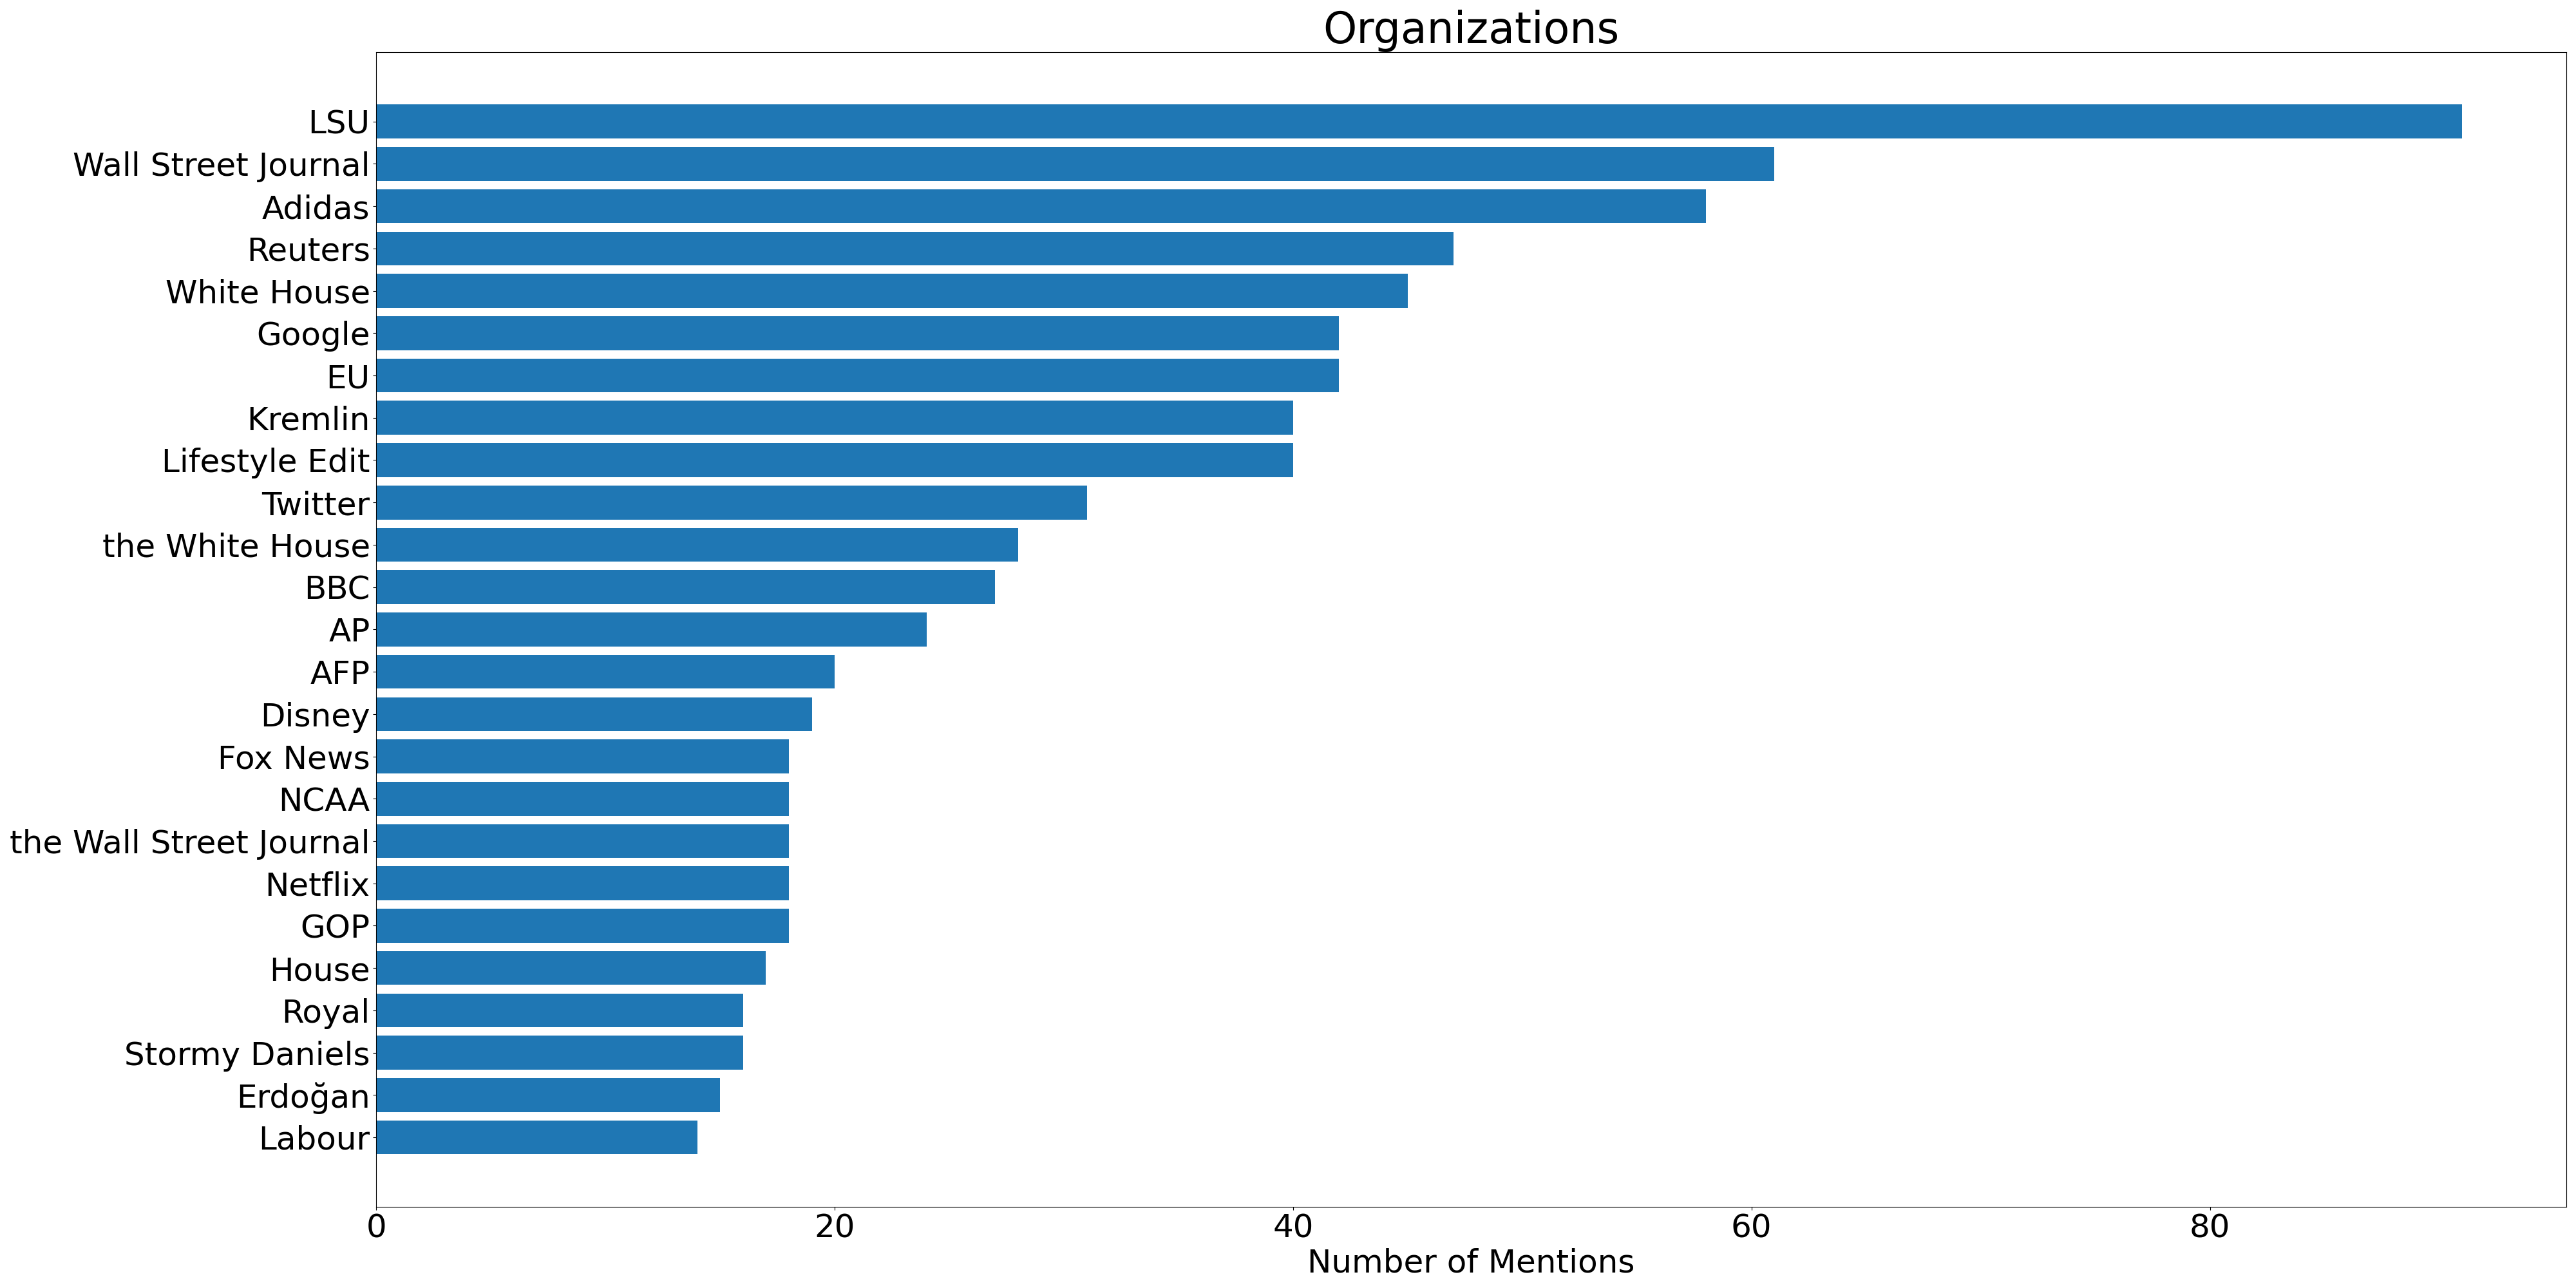 Organizations
LSU
Wall Street Journal
Adidas
Reuters
White House
Google
EU
Kremlin
Lifestyle Edit
Twitter
the White House
BBC
AP
AFP
Disney
Fox News
NCAA
the Wall Street Journal
Netflix
GOP
House
Royal
Stormy Daniels
Erdoğan
Labour
0 20 40 60 80
Number of Mentions